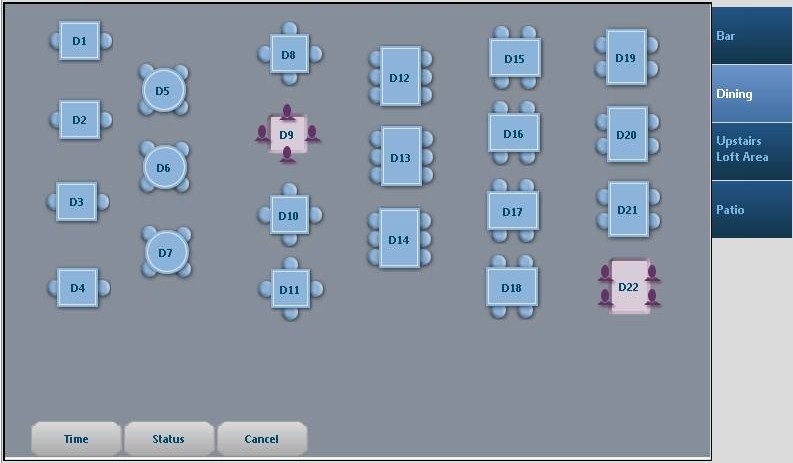 D1
D2
D3
D4
D5
D6
D7
D8
D9
D10
D11
D12
D13
D14
D15
D16
D17
D18
D19
D20
D21
D22
Bar
Dining
Upstairs
Loft Area
Patio
Time
Status
Cancel